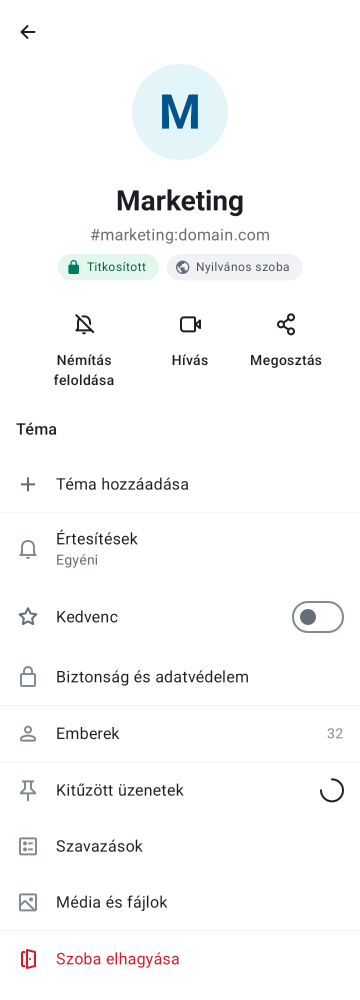 M
Marketing
#marketing:domain.com
Titkosított
Nyilvános szoba
Némítás
feloldása
Hívás
Megosztás
Téma
Téma hozzáadása
Értesítések
Egyéni
Kedvenc
Biztonság és adatvédelem
Emberek
32
Kitűzött üzenetek
Szavazások
Média és fájlok
Szoba elhagyása